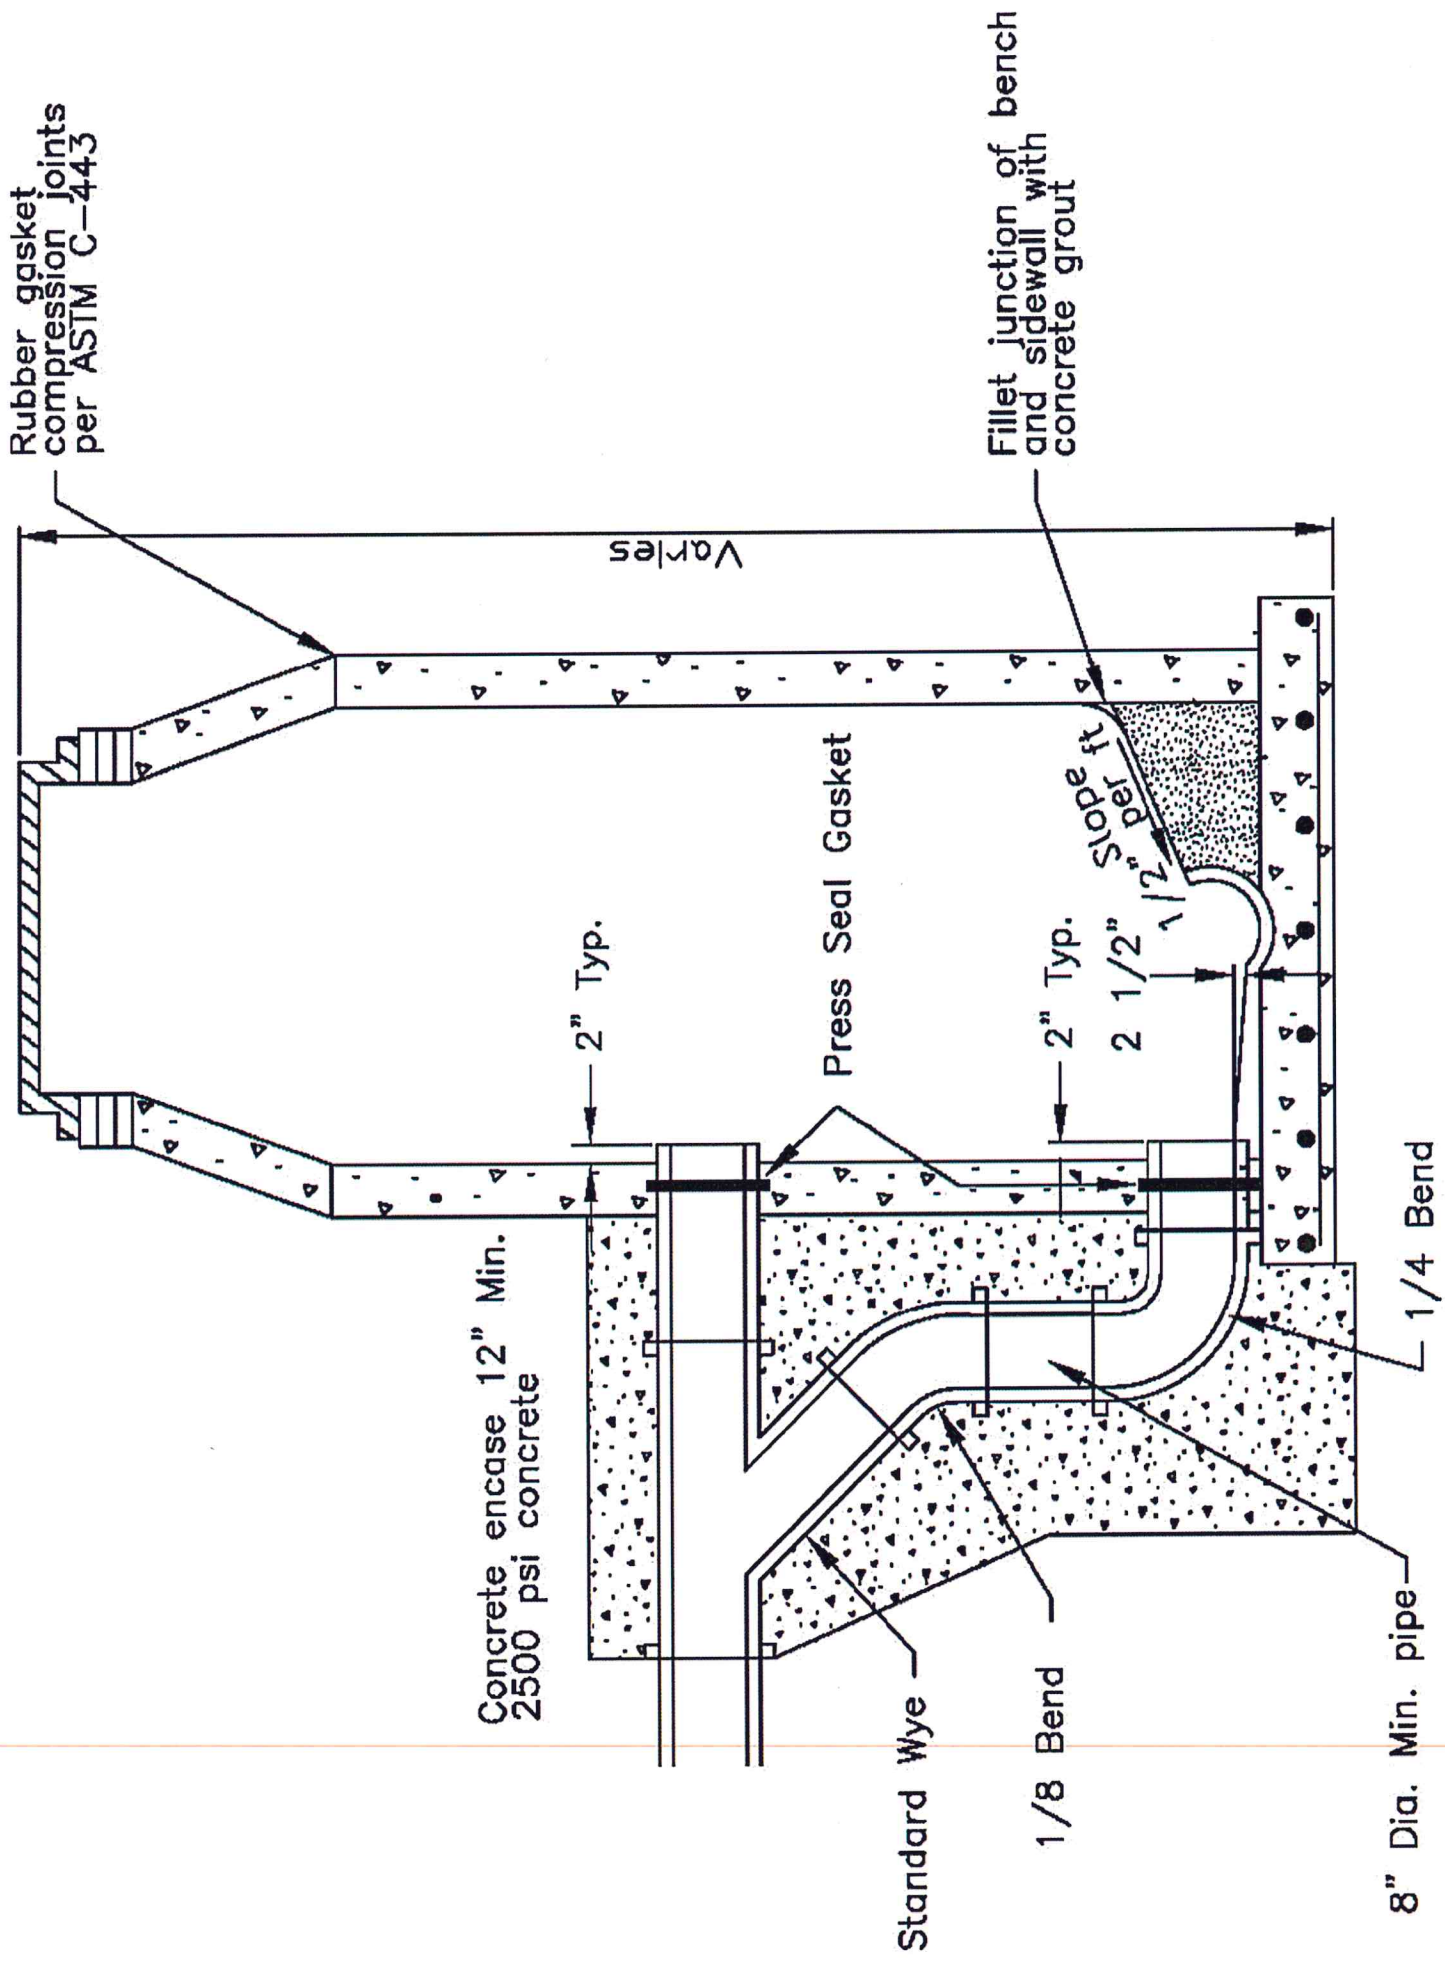 Rubber gasket
compression joints
per ASTM C-443
Varies
Fillet junction of bench
and sidewall with
concrete grout
Concrete encase 12” Min.
2500 psi concrete
2” Typ.
Press Seal Gasket
2” Typ.
2 1/2”
1/2” Slope
per ft
Standard Wye
1/8 Bend
8” Dia. Min. pipe
1/4 Bend